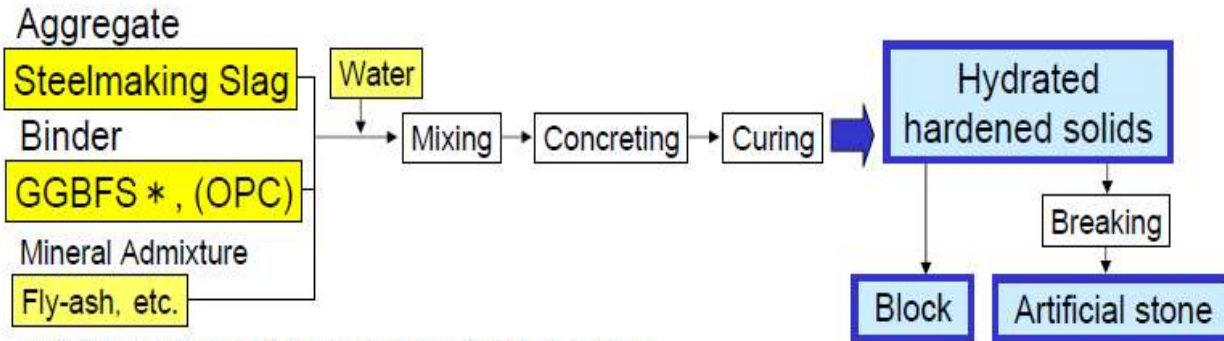 Aggregate
Steelmaking Slag
Binder
GGBFS *, (OPC)
Mineral Admixture
Fly-ash, etc.
Water
Mixing
Concreting
Curing
Hydrated
hardened solids
Breaking
Block
Artificial stone